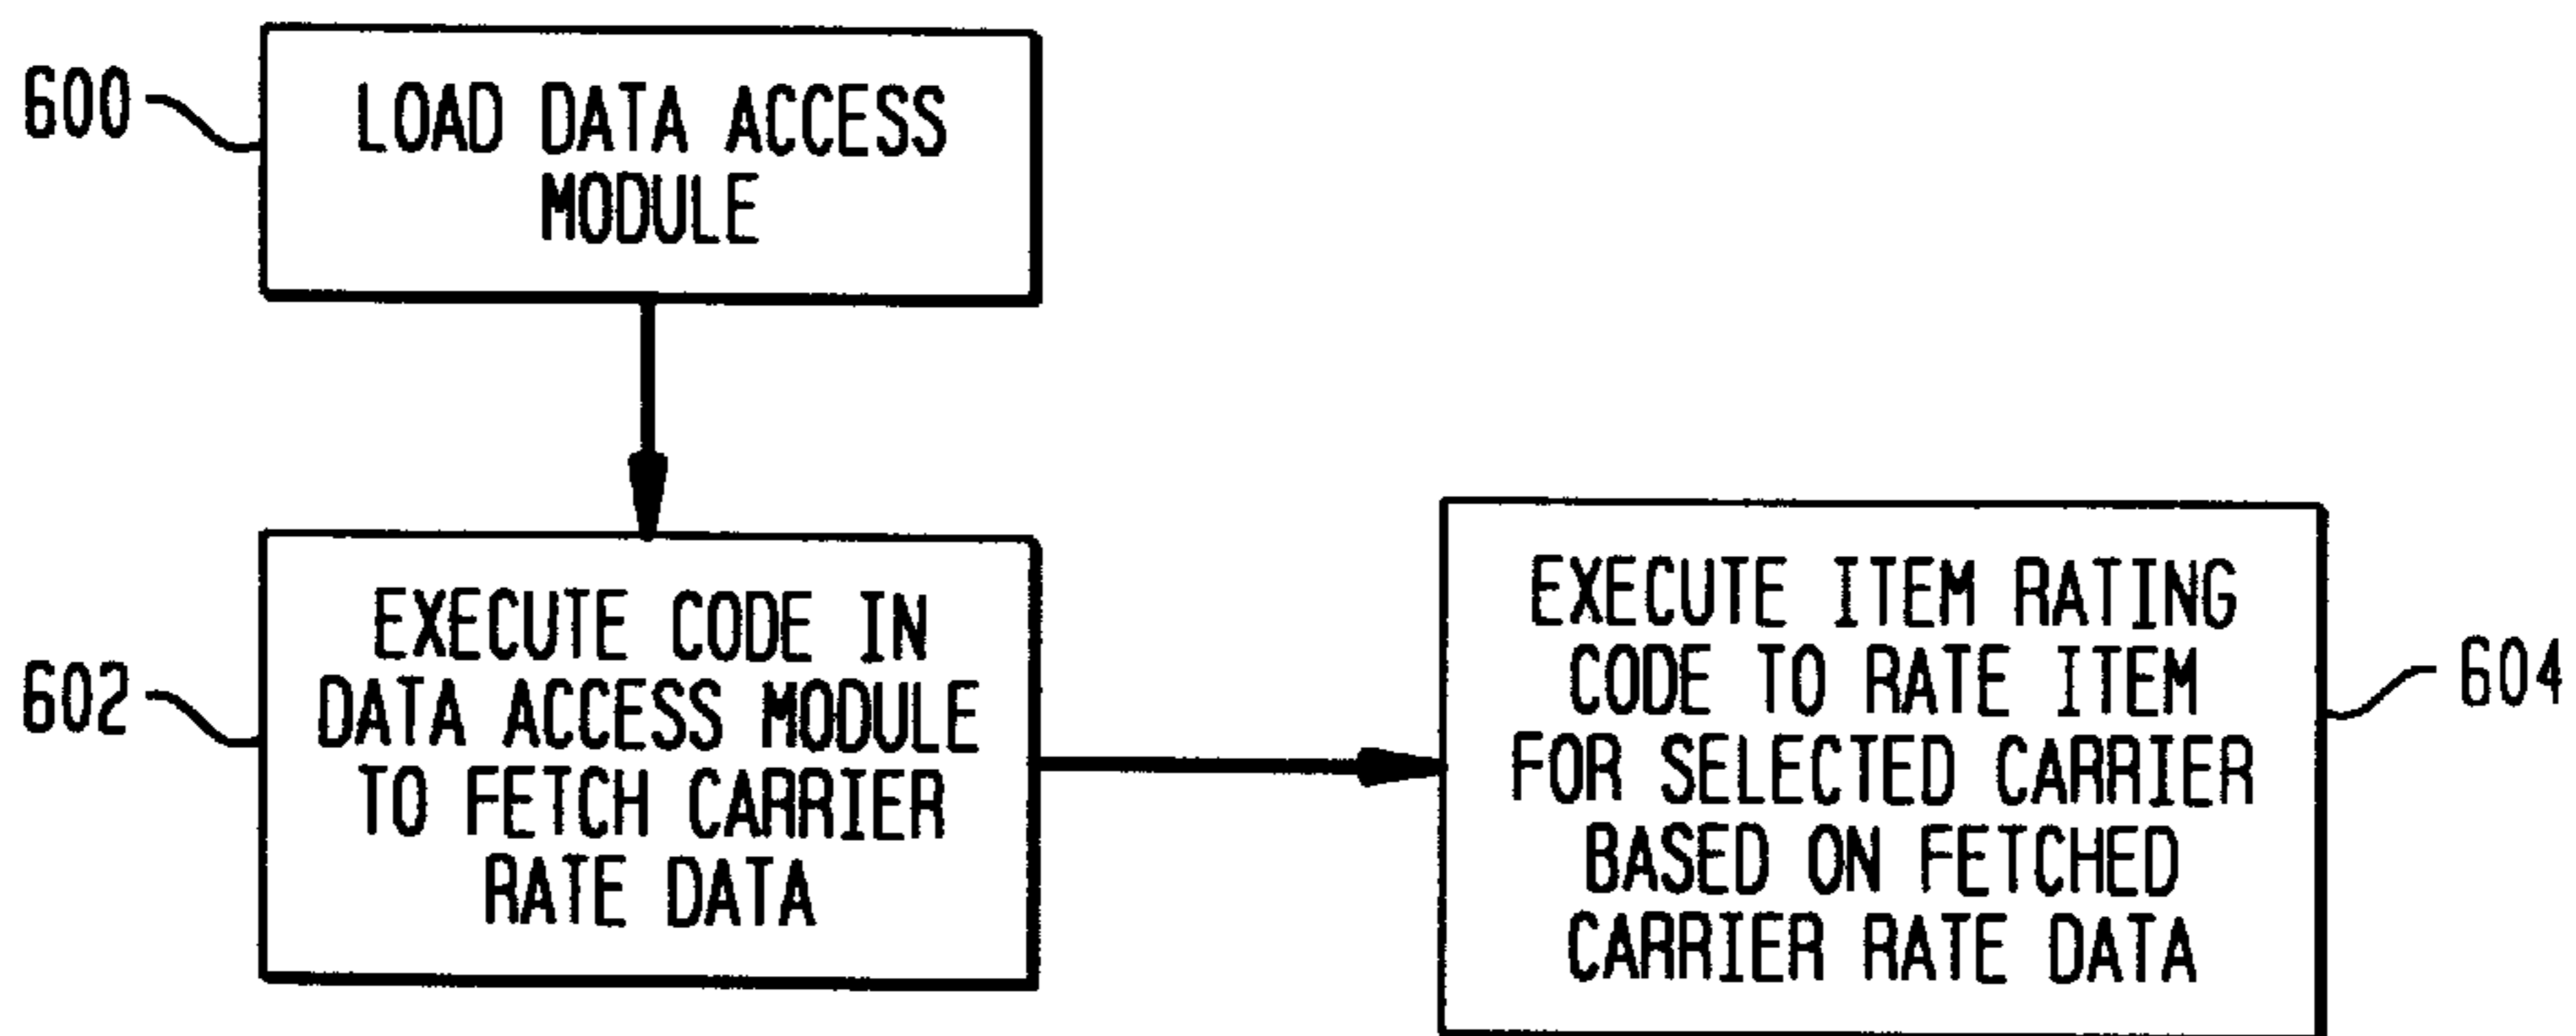 600
LOAD DATA ACCESS
MODULE
602
EXECUTE CODE IN
DATA ACCESS MODULE
TO FETCH CARRIER
RATE DATA
EXECUTE ITEM RATING
CODE TO RATE ITEM
FOR SELECTED CARRIER
BASED ON FETCHED
CARRIER RATE DATA
604